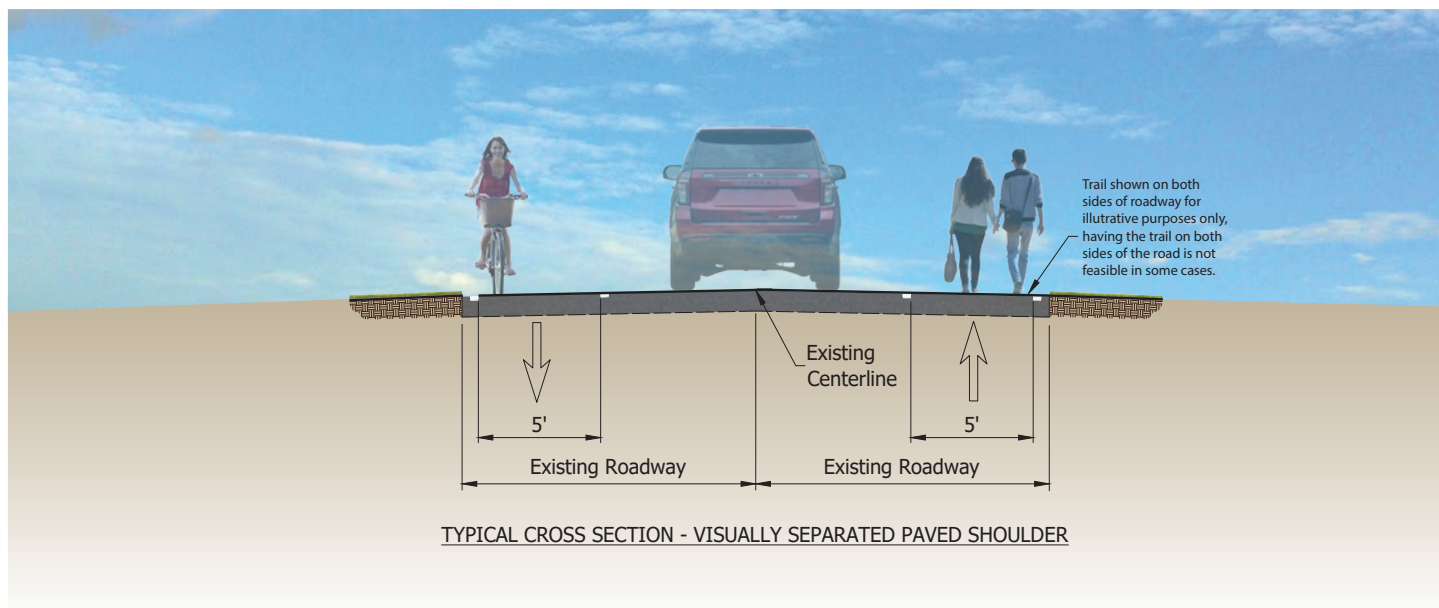 Trail shown on both
sides of roadway for
illutrative purposes only,
having the trail on both
sides of the road is not
feasible in some cases.
Existing
Centerline
5'
5'
Existing Roadway
Existing Roadway
TYPICAL CROSS SECTION - VISUALLY SEPARATED PAVED SHOULDER